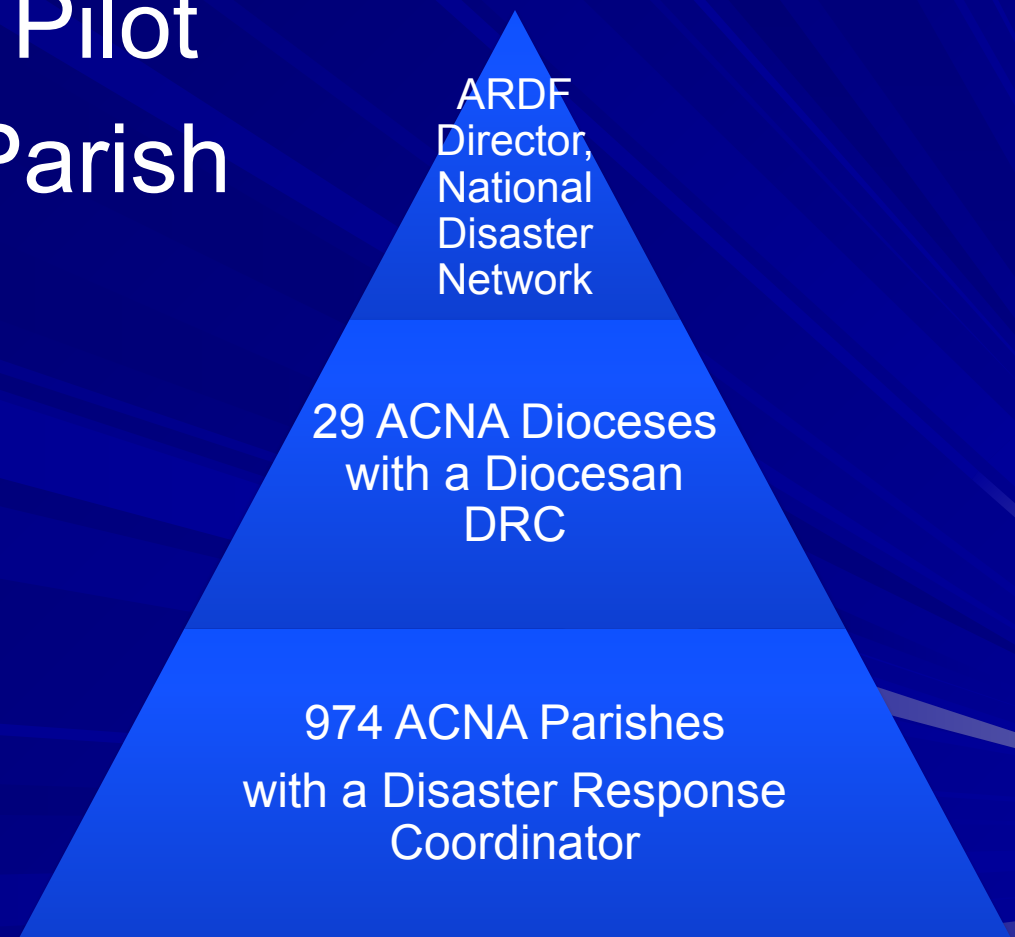 Pilot
Parish
ARDF
Director,
National
Disaster
Network
29 ACNA Dioceses
with a Diocesan
DRC
974 ACNA Parishes
with a Disaster Response
Coordinator